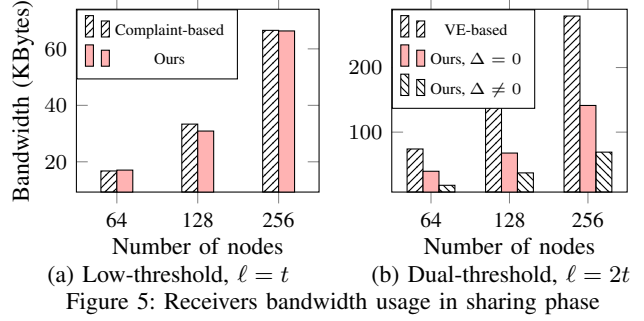 Bandwidth (KBytes)
60
40
20
Complaint-based
Ours
64
128
256
Number of nodes
(a) Low-threshold, ℓ = t
200
100
VE-based
Ours, Δ = 0
Ours, Δ ≠ 0
64
128
256
Number of nodes
(b) Dual-threshold, ℓ = 2t
Figure 5: Receivers bandwidth usage in sharing phase